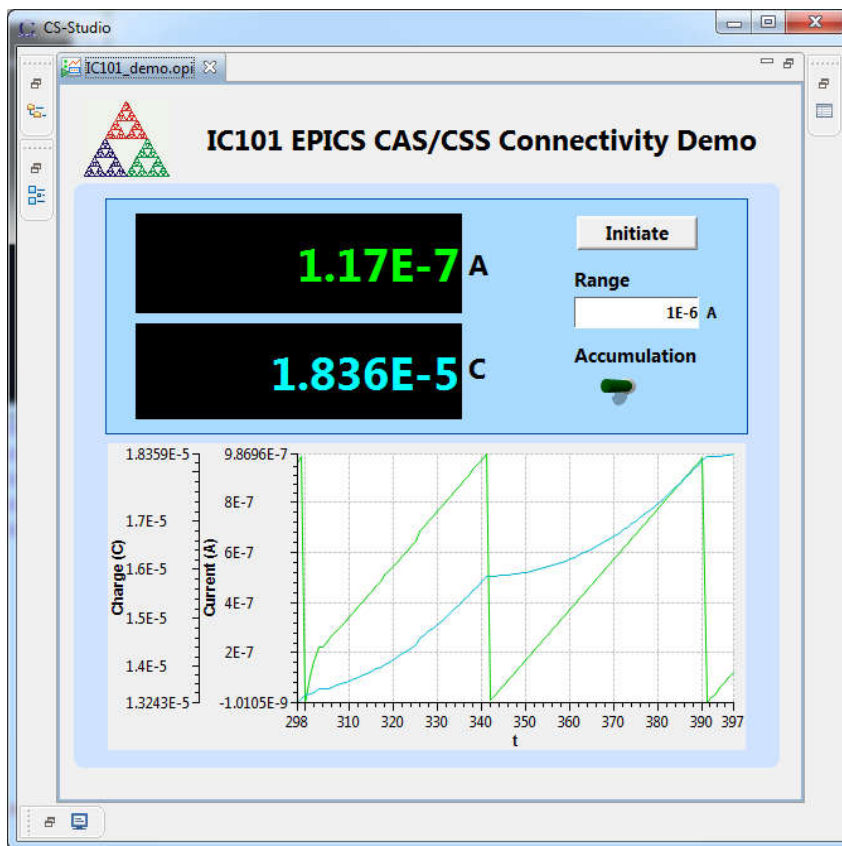 CS-Studio
IC101_demo.opi
IC101 EPICS CAS/CSS Connectivity Demo
1.17E-7 A
Initiate
Range
1E-6 A
1.836E-5 C
Accumulation
1.8359E-5
1.7E-5
1.6E-5
1.5E-5
1.4E-5
1.3243E-5
Charge (C)
9.8696E-7
8E-7
6E-7
4E-7
2E-7
-1.0105E-9
Current (A)
298 310 320 330 340 350 360 370 380 390 397
t